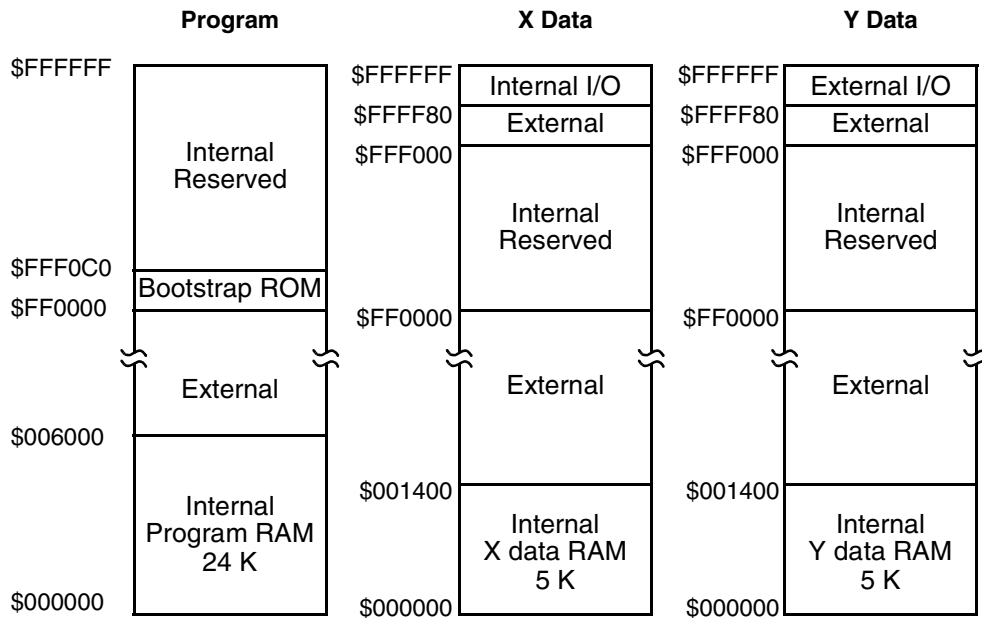 Program
X Data
Y Data
$FFFFFF
Internal
Reserved
$FFF0C0
Bootstrap ROM
$FF0000
External
$006000
Internal
Program RAM
24 K
$000000
$FFFFFF
Internal I/O
$FFFF80
External
$FFF000
Internal
Reserved
$FF0000
External
$001400
Internal
X data RAM
5 K
$000000
$FFFFFF
External I/O
$FFFF80
External
$FFF000
Internal
Reserved
$FF0000
External
$001400
Internal
Y data RAM
5 K
$000000